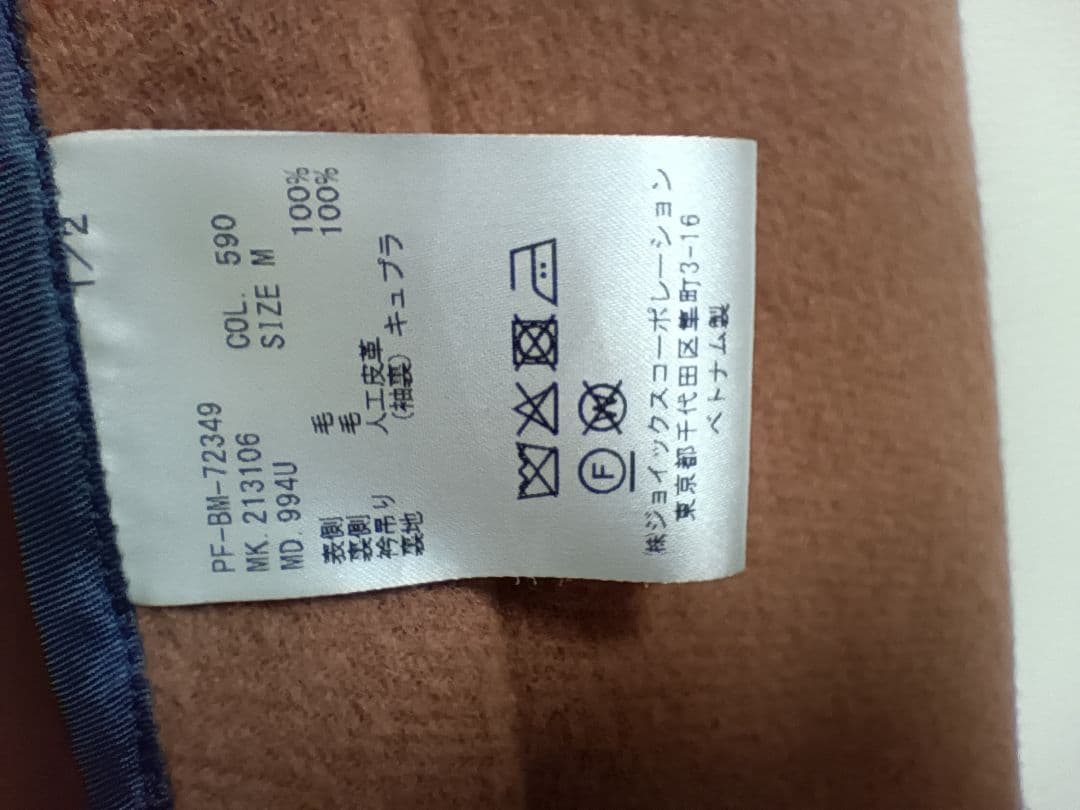 1/2
PF-BM-72349 COL. 590
MK.213106 SIZE M
MD.994U
表側 毛 100%
裏側 毛 100%
衿吊り 人工皮革
裏地 (袖裏) キュプラ
F W
㈱ジョイックスコーポレーション
東京都千代田区隼町3-16
ベトナム製